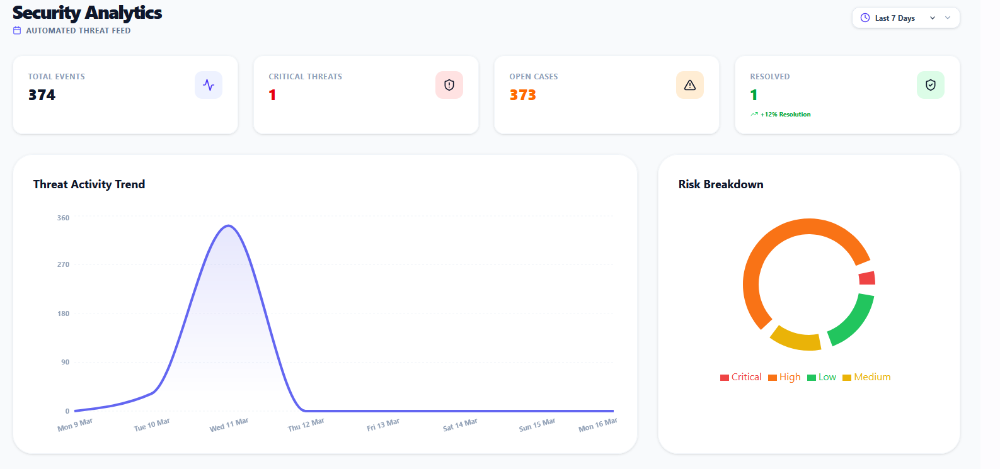 Security Analytics
AUTOMATED THREAT FEED
Last 7 Days
TOTAL EVENTS
374
CRITICAL THREATS
1
OPEN CASES
373
RESOLVED
1
+12% Resolution
Threat Activity Trend
360
270
180
90
0
Mon 9 Mar
Tue 10 Mar
Wed 11 Mar
Thu 12 Mar
Fri 13 Mar
Sat 14 Mar
Sun 15 Mar
Mon 16 Mar
Risk Breakdown
Critical High Low Medium